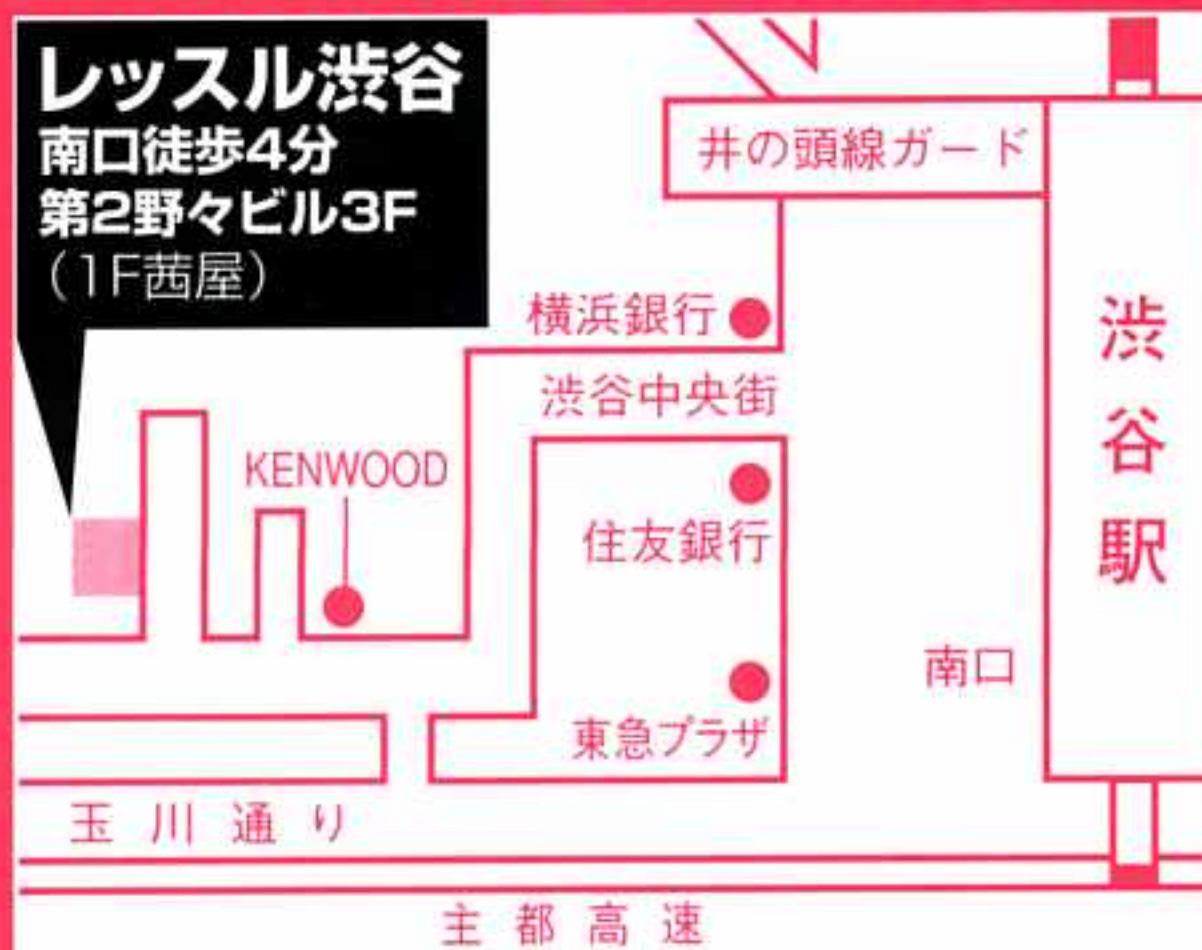 レッスル渋谷
南口徒歩4分
第2野々ビル3F
（1F茜屋）
井の頭線ガード
横浜銀行
渋谷中央街
KENWOOD
住友銀行
渋谷駅
南口
東急プラザ
玉川通り
主都高速